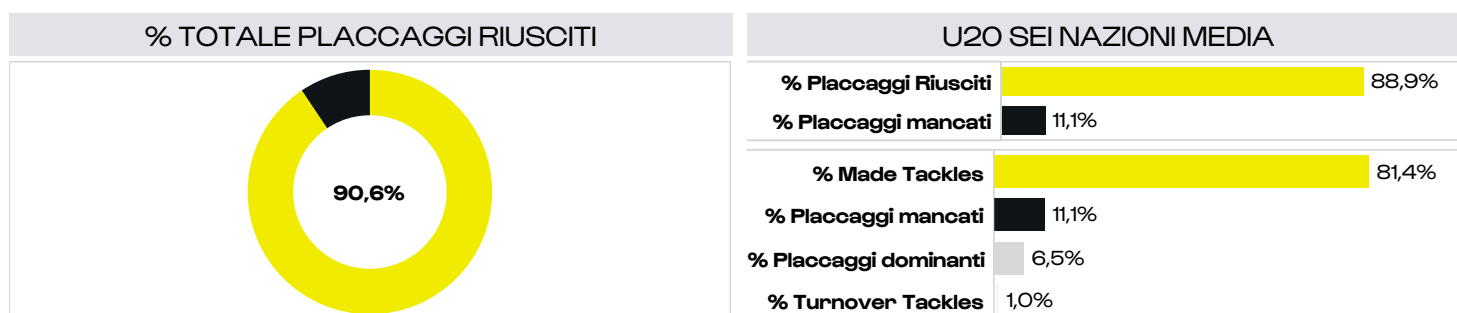 % TOTALE PLACCAGGI RIUSCITI
90,6%
U20 SEI NAZIONI MEDIA
% Placcaggi Riusciti 88,9%
% Placcaggi mancati 11,1%
% Made Tackles 81,4%
% Placcaggi mancati 11,1%
% Placcaggi dominanti 6,5%
% Turnover Tackles 1,0%